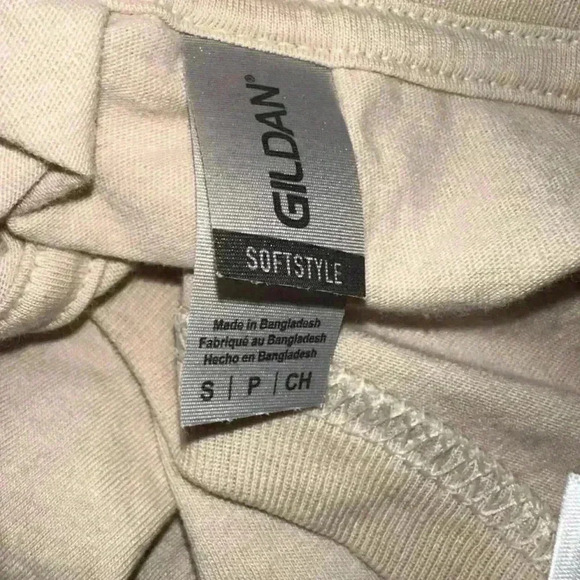 GILDAN®
SOFTSTYLE
Made in Bangladesh
Fabriqué au Bangladesh
Hecho en Bangladesh
S | P | CH